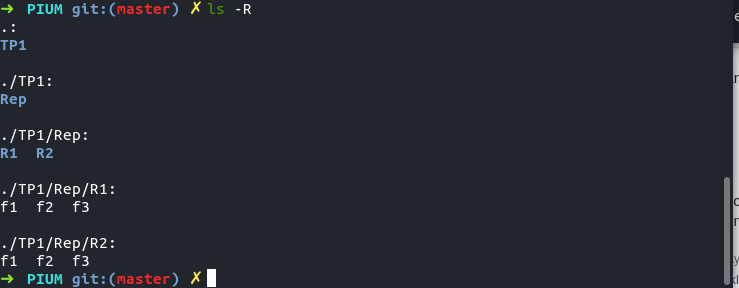 ➜ PIUM git:(master) ✗ ls -R
.:
TP1

./TP1:
Rep

./TP1/Rep:
R1 R2

./TP1/Rep/R1:
f1 f2 f3

./TP1/Rep/R2:
f1 f2 f3
➜ PIUM git:(master) ✗